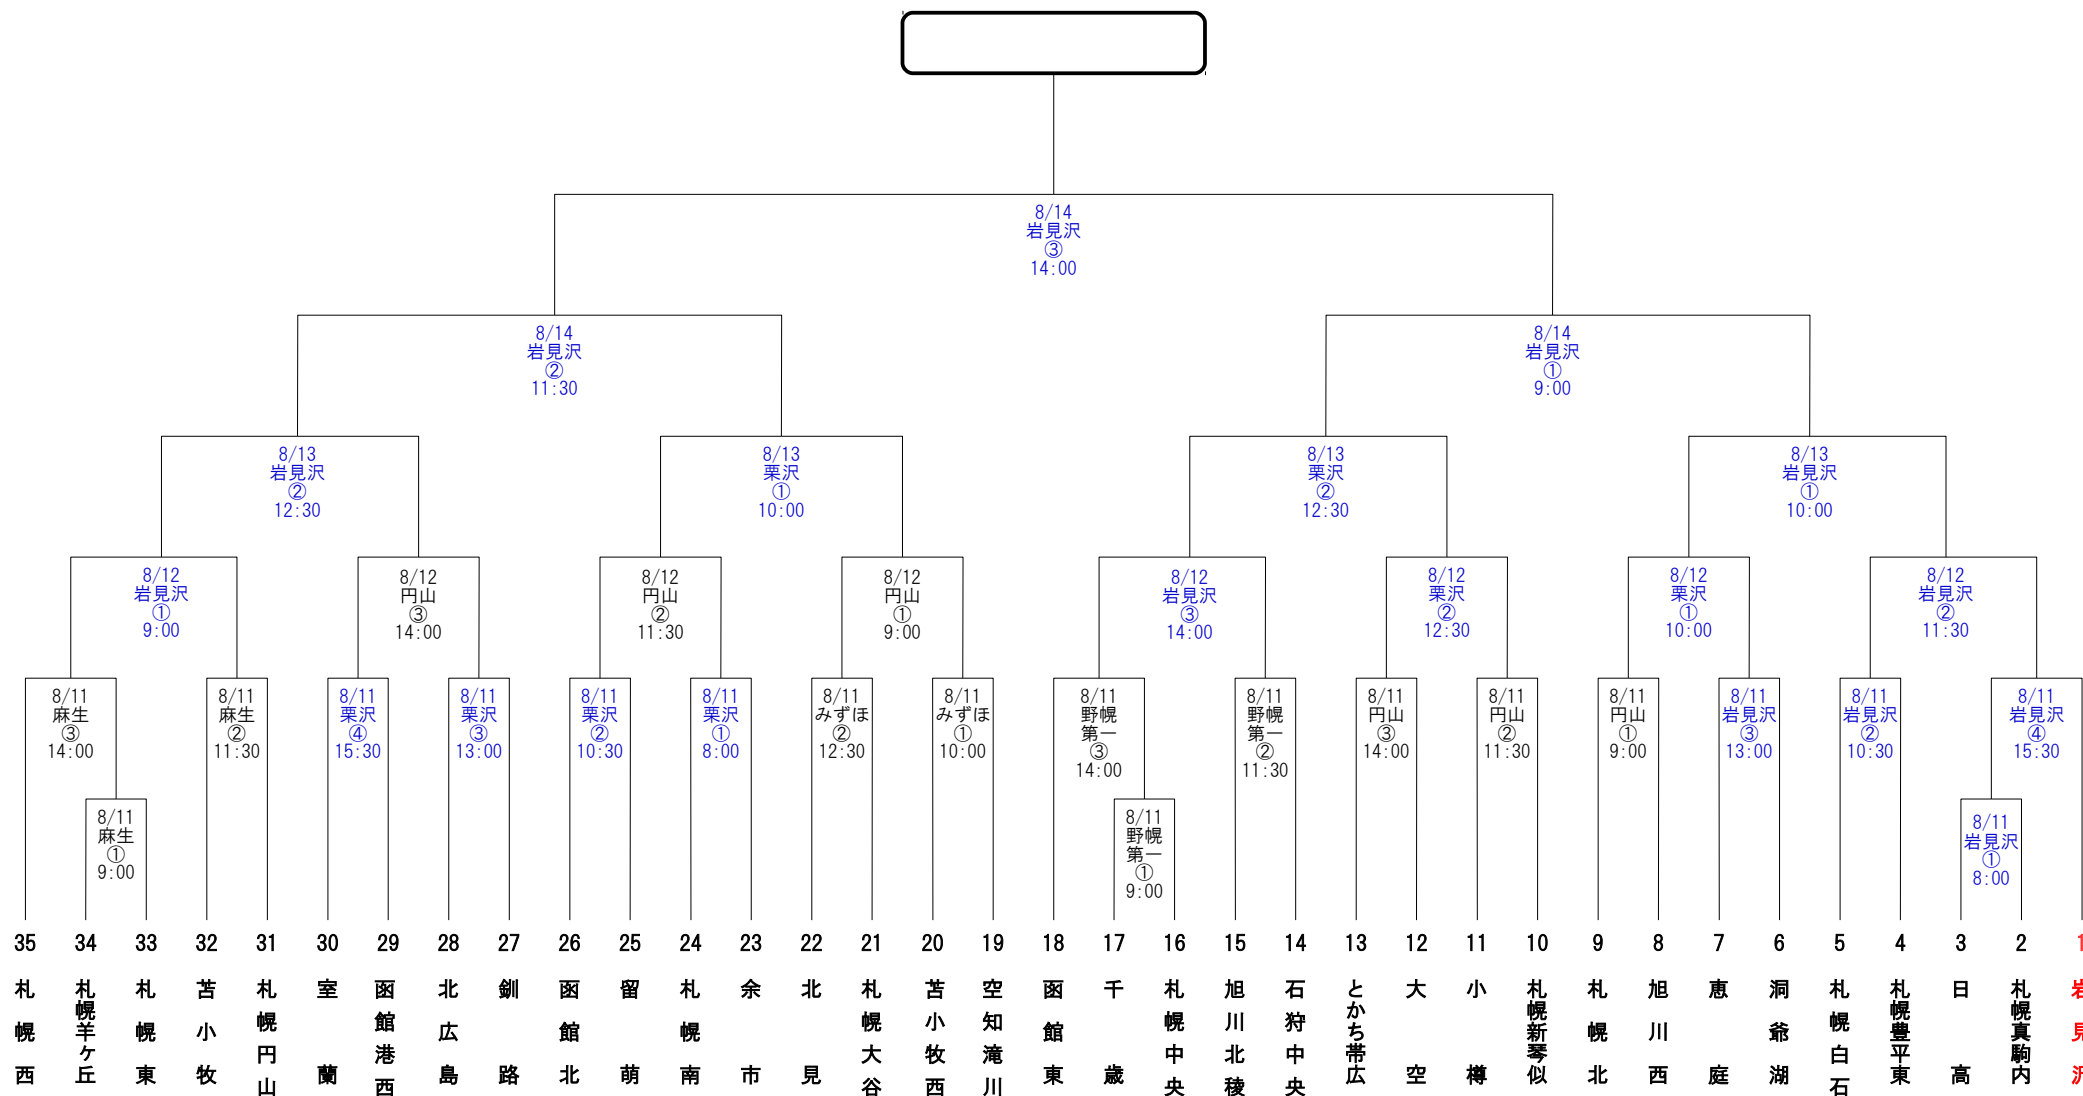 8/14
岩見沢
③
14:00
8/14
岩見沢
②
11:30
8/14
岩見沢
①
9:00
8/13
岩見沢
②
12:30
8/13
栗沢
①
10:00
8/13
栗沢
②
12:30
8/13
岩見沢
①
10:00
8/12
岩見沢
①
9:00
8/12
円山
③
14:00
8/12
円山
②
11:30
8/12
円山
①
9:00
8/12
岩見沢
③
14:00
8/12
栗沢
②
12:30
8/12
栗沢
①
10:00
8/12
岩見沢
②
11:30
8/11
麻生
③
14:00
8/11
麻生
②
11:30
8/11
栗沢
④
15:30
8/11
栗沢
③
13:00
8/11
栗沢
②
10:30
8/11
栗沢
①
8:00
8/11
みずほ
②
12:30
8/11
みずほ
①
10:00
8/11
野幌
第一
③
14:00
8/11
野幌
第一
②
11:30
8/11
円山
③
14:00
8/11
円山
②
11:30
8/11
円山
①
9:00
8/11
岩見沢
③
13:00
8/11
岩見沢
②
10:30
8/11
岩見沢
④
15:30
8/11
麻生
①
9:00
8/11
野幌
第一
①
9:00
8/11
岩見沢
①
8:00
35
札幌西
34
札幌羊ヶ丘
33
札幌東
32
苫小牧
31
札幌円山
30
室蘭
29
函館港西
28
北広島
27
釧路
26
函館北
25
留萌
24
札幌南
23
余市
22
北見
21
札幌大谷
20
苫小牧西
19
空知滝川
18
函館東
17
千歳
16
札幌中央
15
旭川北稜
14
石狩中央
13
とかち帯広
12
大空
11
小樽
10
札幌新琴似
9
札幌北
8
旭川西
7
恵庭
6
洞爺湖
5
札幌白石
4
札幌豊平東
3
日高
2
札幌真駒内
1
岩見沢